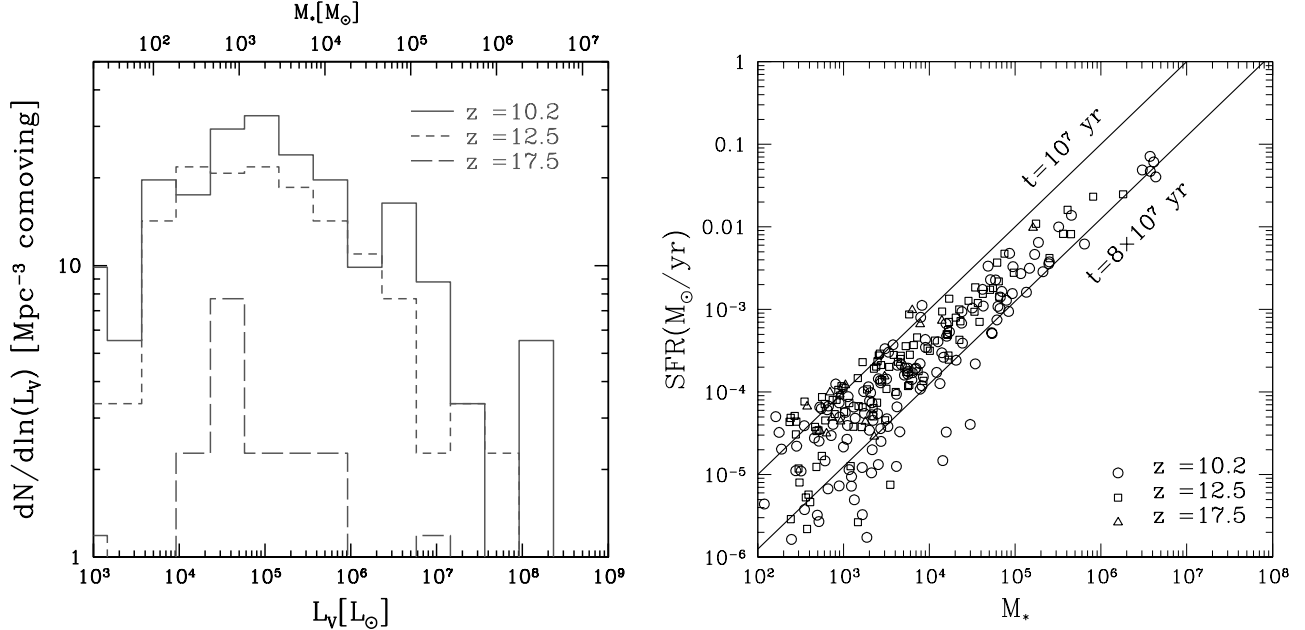 M*[M⊙]
10² 10³ 10⁴ 10⁵ 10⁶ 10⁷
dN/dln(L_V) [Mpc⁻³ comoving]
10
1
z =10.2
z =12.5
z =17.5
10³ 10⁴ 10⁵ 10⁶ 10⁷ 10⁸ 10⁹
L_V[L⊙]
SFR(M⊙/yr)
1
0.1
0.01
10⁻³
10⁻⁴
10⁻⁵
10⁻⁶
t=10⁷ yr
t=8×10⁷ yr
z =10.2
z =12.5
z =17.5
10² 10³ 10⁴ 10⁵ 10⁶ 10⁷ 10⁸
M*